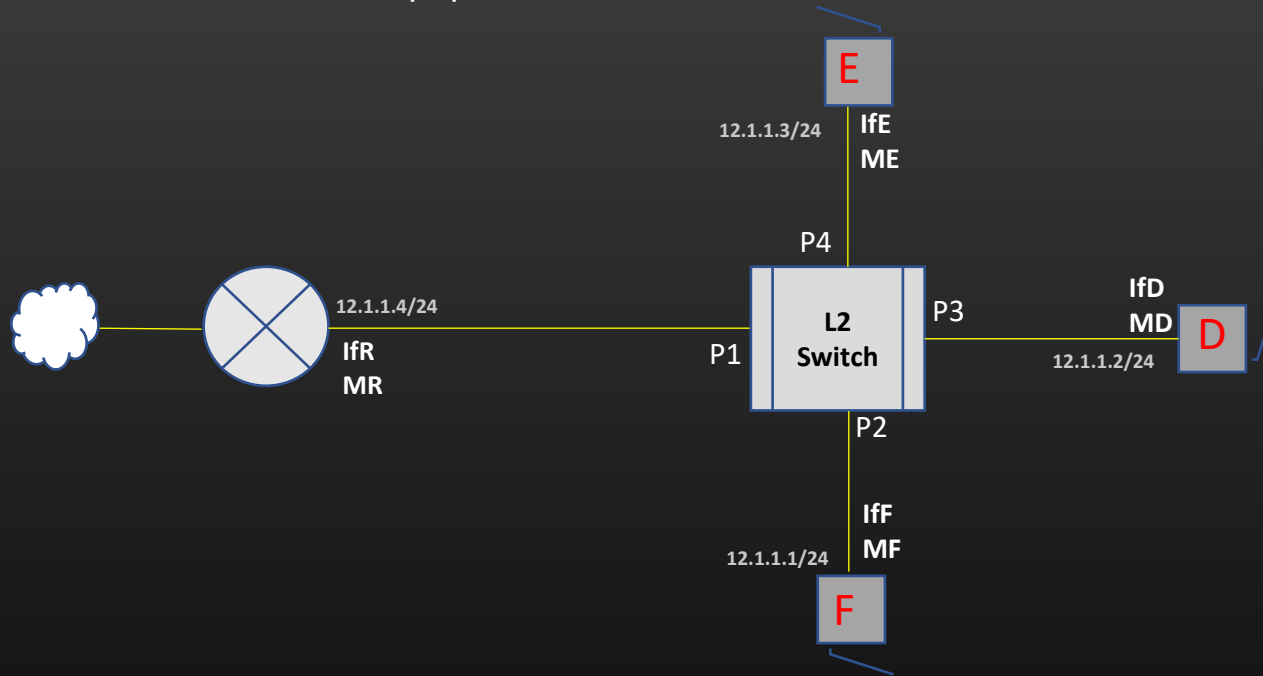 E
12.1.1.3/24
IfE
ME
P4
12.1.1.4/24
IfR
MR
P1
L2
Switch
P3
IfD
MD
12.1.1.2/24
D
P2
IfF
MF
12.1.1.1/24
F